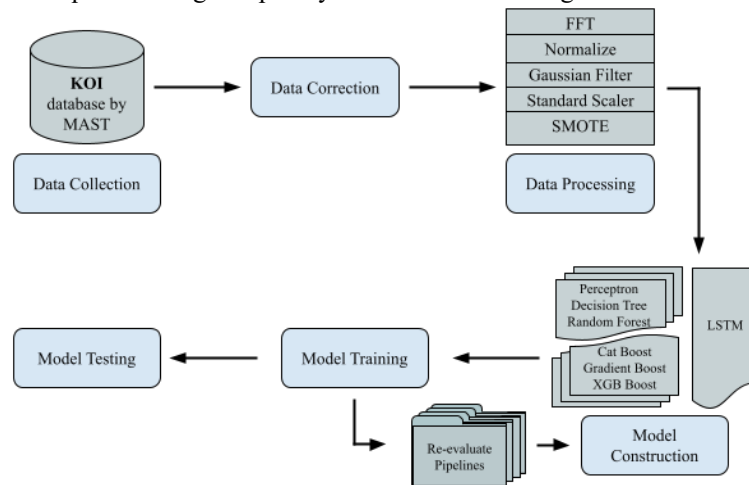 KOI
database by
MAST
Data Collection
Data Correction
FFT
Normalize
Gaussian Filter
Standard Scaler
SMOTE
Data Processing
Perceptron
Decision Tree
Random Forest
Cat Boost
Gradient Boost
XGB Boost
LSTM
Model Testing
Model Training
Re-evaluate
Pipelines
Model
Construction